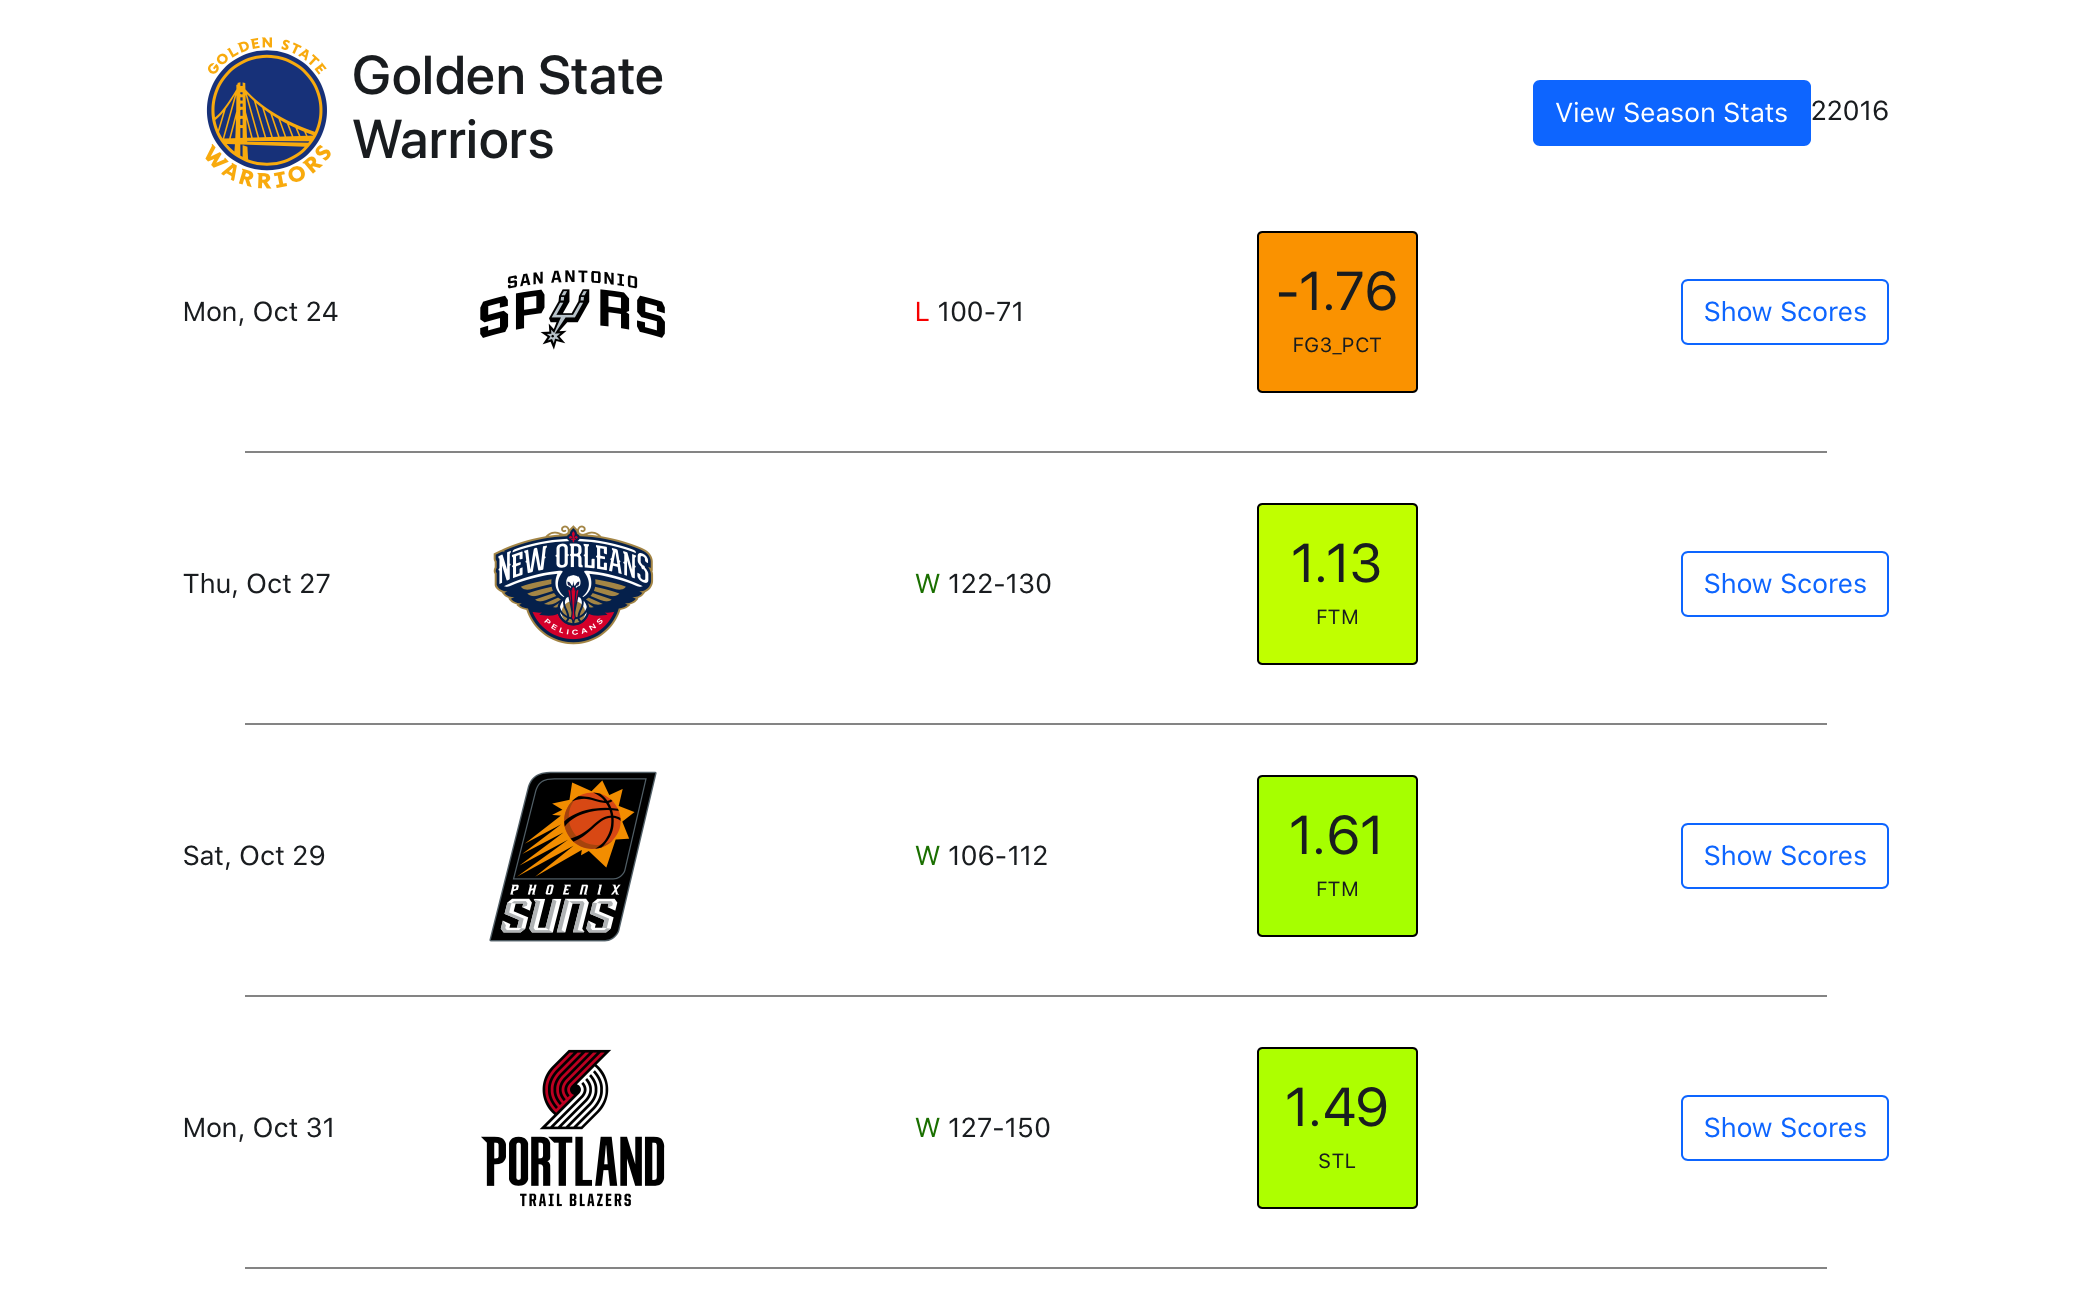 GOLDEN STATE
WARRIORS
Golden State
Warriors
View Season Stats
22016
Mon, Oct 24
SAN ANTONIO
SPURS
L 100-71
-1.76
FG3_PCT
Show Scores
Thu, Oct 27
NEW ORLEANS
PELICANS
W 122-130
1.13
FTM
Show Scores
Sat, Oct 29
PHOENIX
SUNS
W 106-112
1.61
FTM
Show Scores
Mon, Oct 31
PORTLAND
TRAIL BLAZERS
W 127-150
1.49
STL
Show Scores